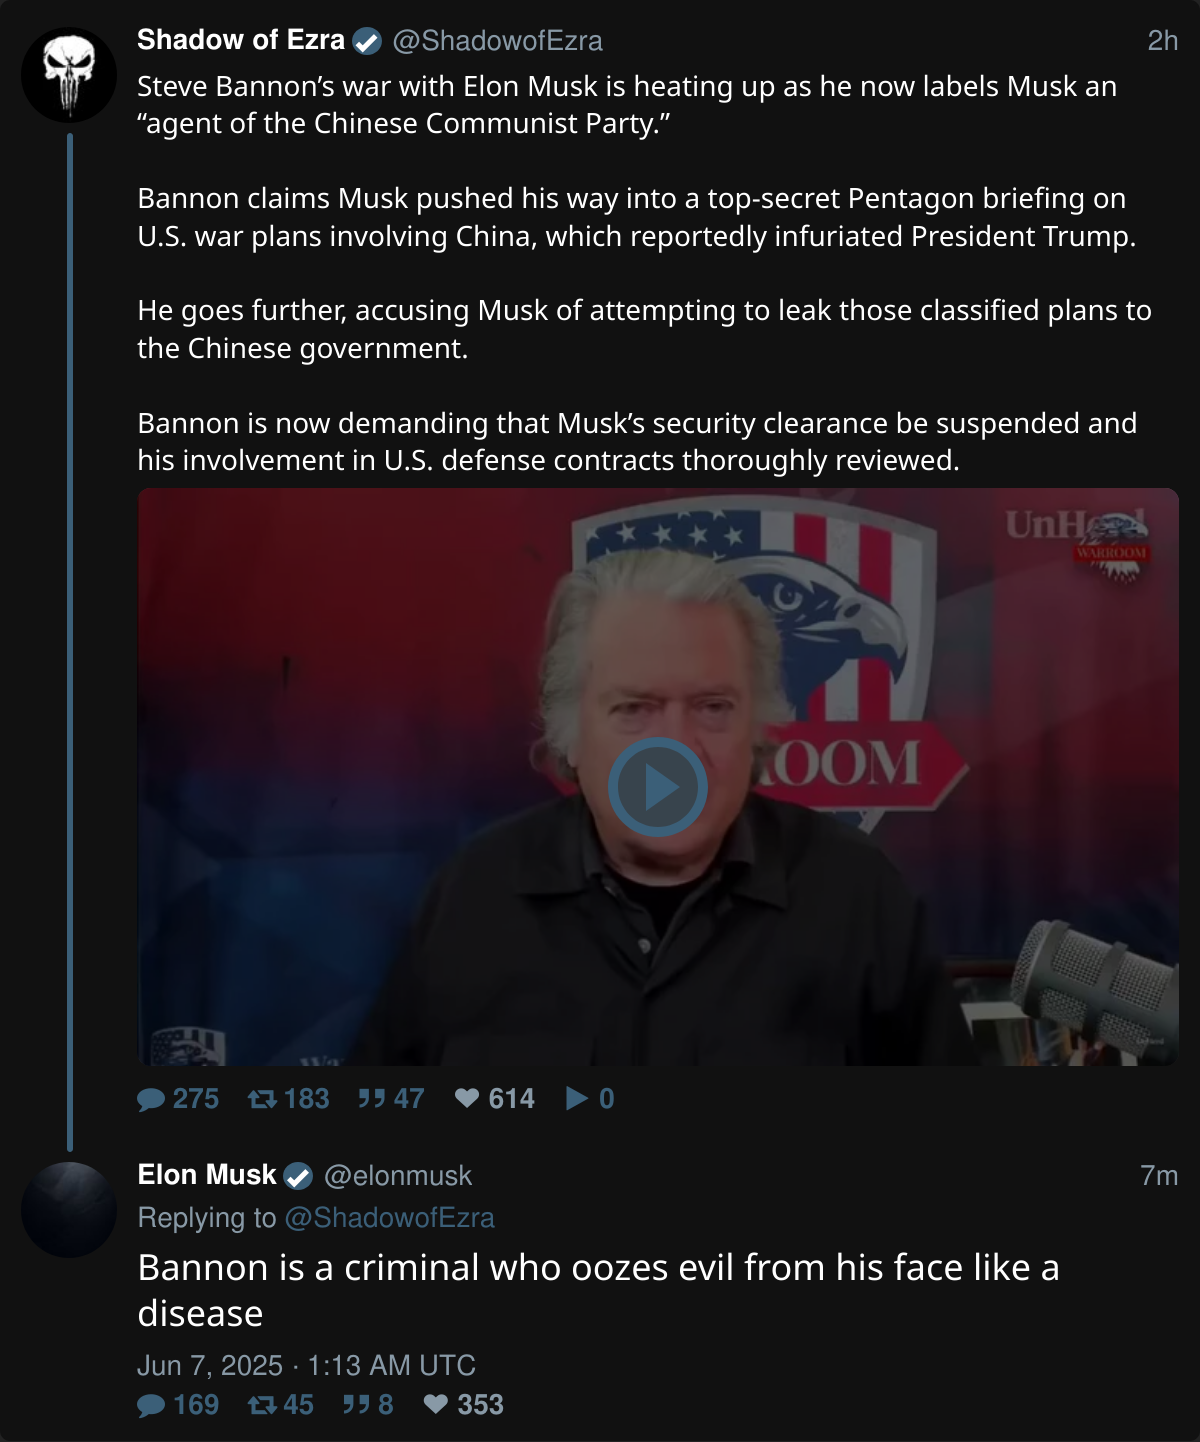 Shadow of Ezra @ShadowofEzra 2h
Steve Bannon’s war with Elon Musk is heating up as he now labels Musk an
“agent of the Chinese Communist Party.”
Bannon claims Musk pushed his way into a top-secret Pentagon briefing on
U.S. war plans involving China, which reportedly infuriated President Trump.
He goes further, accusing Musk of attempting to leak those classified plans to
the Chinese government.
Bannon is now demanding that Musk’s security clearance be suspended and
his involvement in U.S. defense contracts thoroughly reviewed.
UnH
WARROOM
OOM
275 183 47 614 0
Elon Musk @elonmusk 7m
Replying to @ShadowofEzra
Bannon is a criminal who oozes evil from his face like a
disease
Jun 7, 2025 · 1:13 AM UTC
169 45 8 353